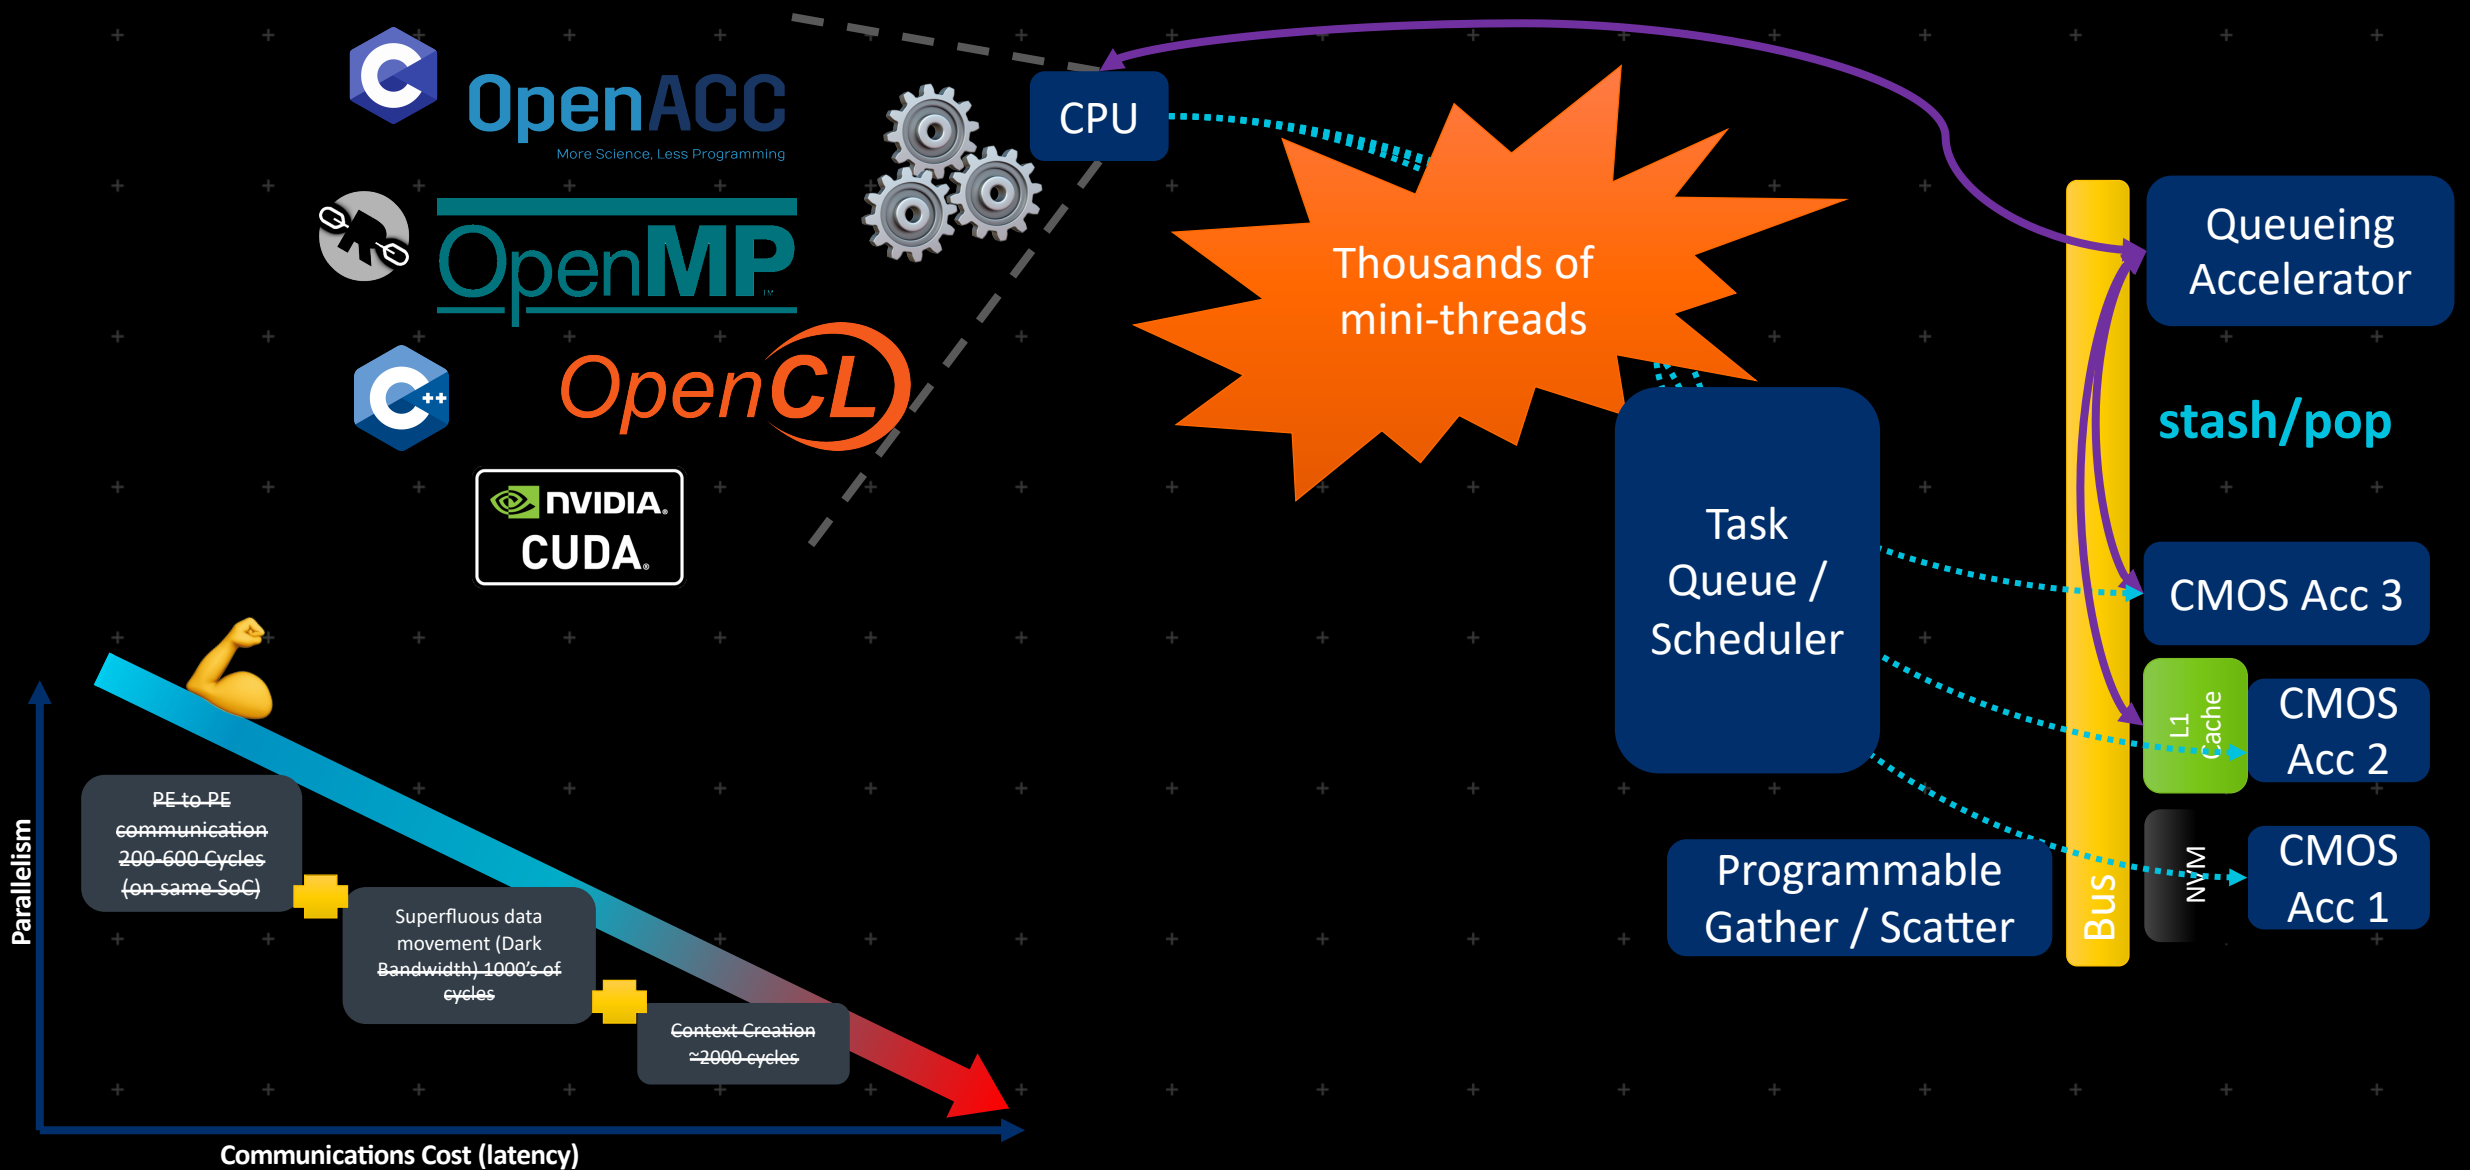 C
OpenACC
More Science, Less Programming
R
OpenMP
TM
C++
OpenCL
NVIDIA.
CUDA.
CPU
Thousands of
mini-threads
Queueing
Accelerator
stash/pop
Task
Queue /
Scheduler
CMOS Acc 3
L1
Cache
CMOS
Acc 2
NVM
CMOS
Acc 1
Programmable
Gather / Scatter
Bus
Parallelism
PE to PE
communication
200-600 Cycles
(on same SoC)
Superfluous data
movement (Dark
Bandwidth) 1000's of
cycles
Context Creation
~2000 cycles
Communications Cost (latency)